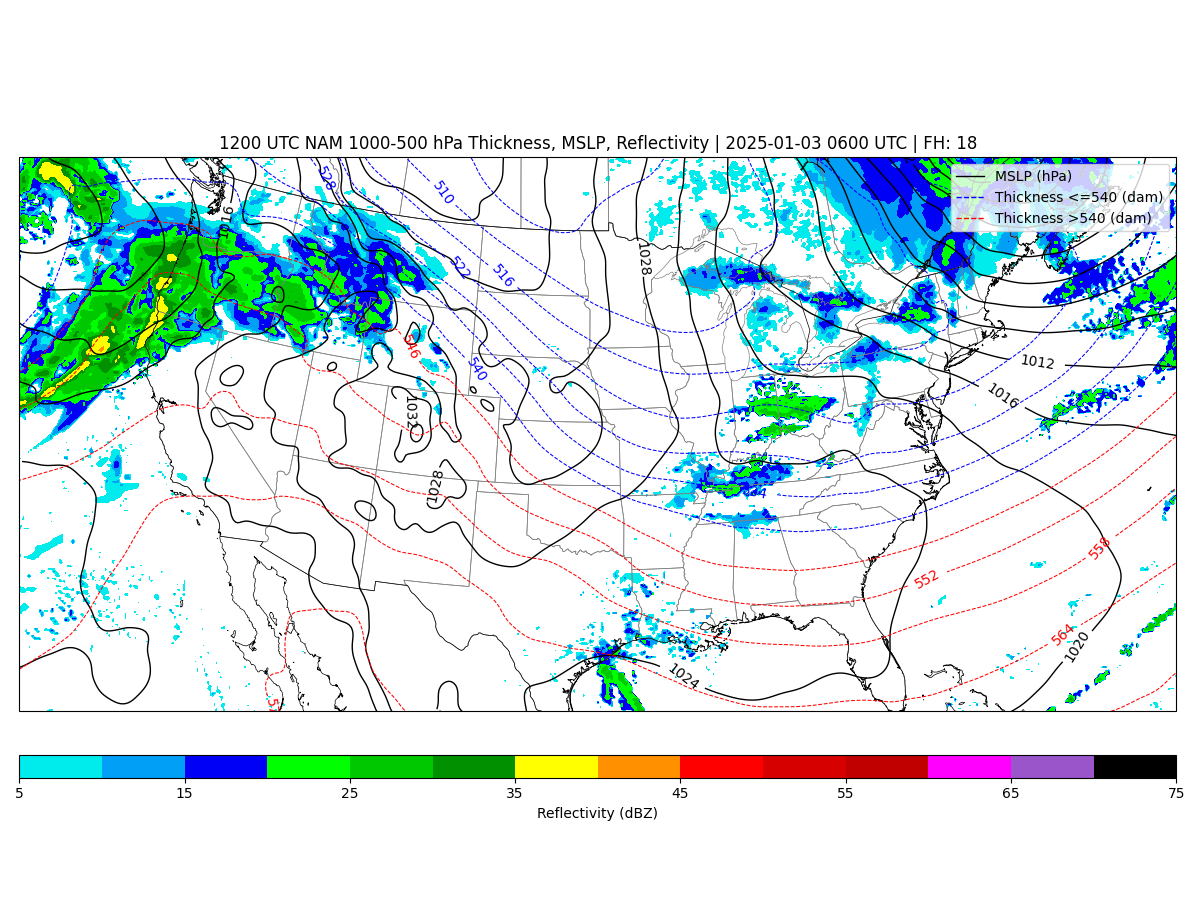 1200 UTC NAM 1000-500 hPa Thickness, MSLP, Reflectivity | 2025-01-03 0600 UTC | FH: 18
MSLP (hPa)
Thickness <=540 (dam)
Thickness >540 (dam)
528
510
1016
522
516
1028
546
540
1012
1016
1032
1028
558
552
564
1020
1024
5 15 25 35 45 55 65 75
Reflectivity (dBZ)